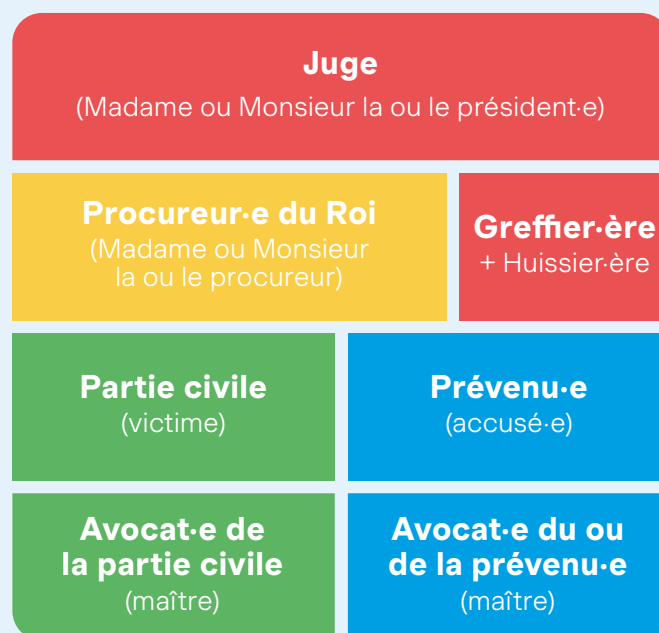 Juge
(Madame ou Monsieur la ou le président·e)
Procureur·e du Roi
(Madame ou Monsieur
la ou le procureur)
Greffier·ère
+ Huissier·ère
Partie civile
(victime)
Prévenu·e
(accusé·e)
Avocat·e de
la partie civile
(maître)
Avocat·e du ou
de la prévenu·e
(maître)